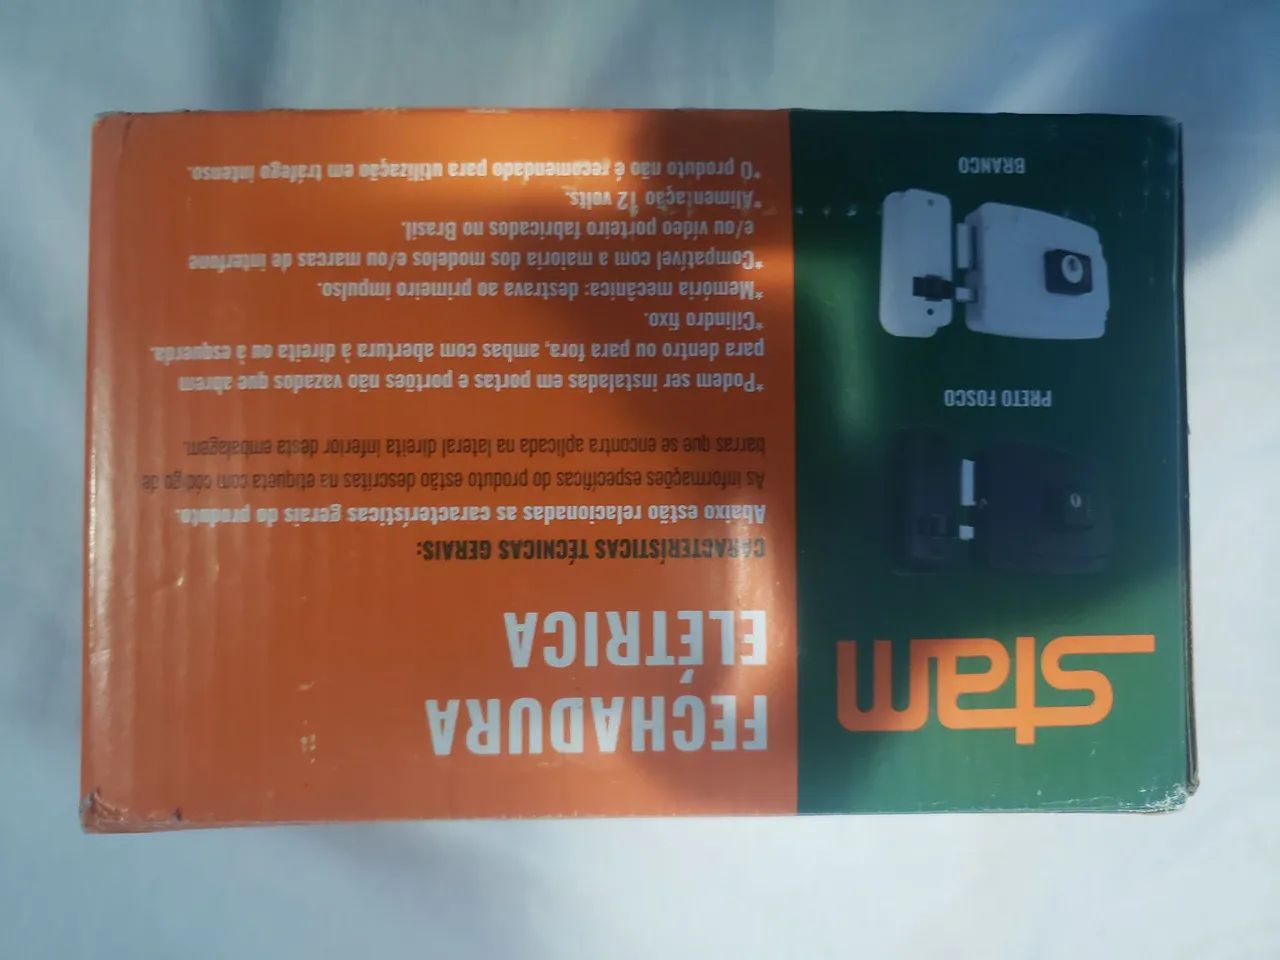 stam
PRETO FOSCO
BRANCO
FECHADURA
ELÉTRICA
CARACTERÍSTICAS TÉCNICAS GERAIS:
Abaixo estão relacionadas as características gerais do produto.
As informações específicas do produto estão descritas na etiqueta com código de
barras que se encontra aplicada na lateral direita inferior desta embalagem.
*Podem ser instaladas em portas e portões não vazados que abrem
para dentro ou para fora, ambas com abertura à direita ou à esquerda.
*Cilindro fixo.
*Memória mecânica: destrava ao primeiro impulso.
*Compatível com a maioria dos modelos e/ou marcas de interfone
e/ou vídeo porteiro fabricados no Brasil.
*Alimentação 12 volts.
*O produto não é recomendado para utilização em tráfego intenso.